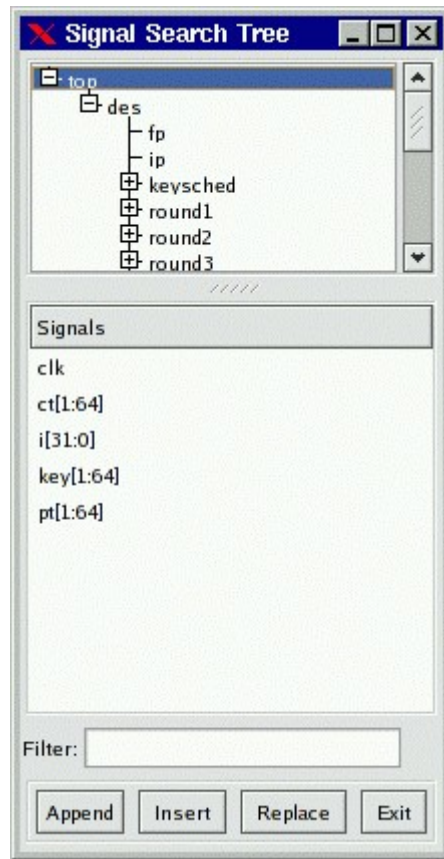 Signal Search Tree
top
des
fp
ip
keysched
round1
round2
round3
Signals
clk
ct[1:64]
i[31:0]
key[1:64]
pt[1:64]
Filter:
Append Insert Replace Exit